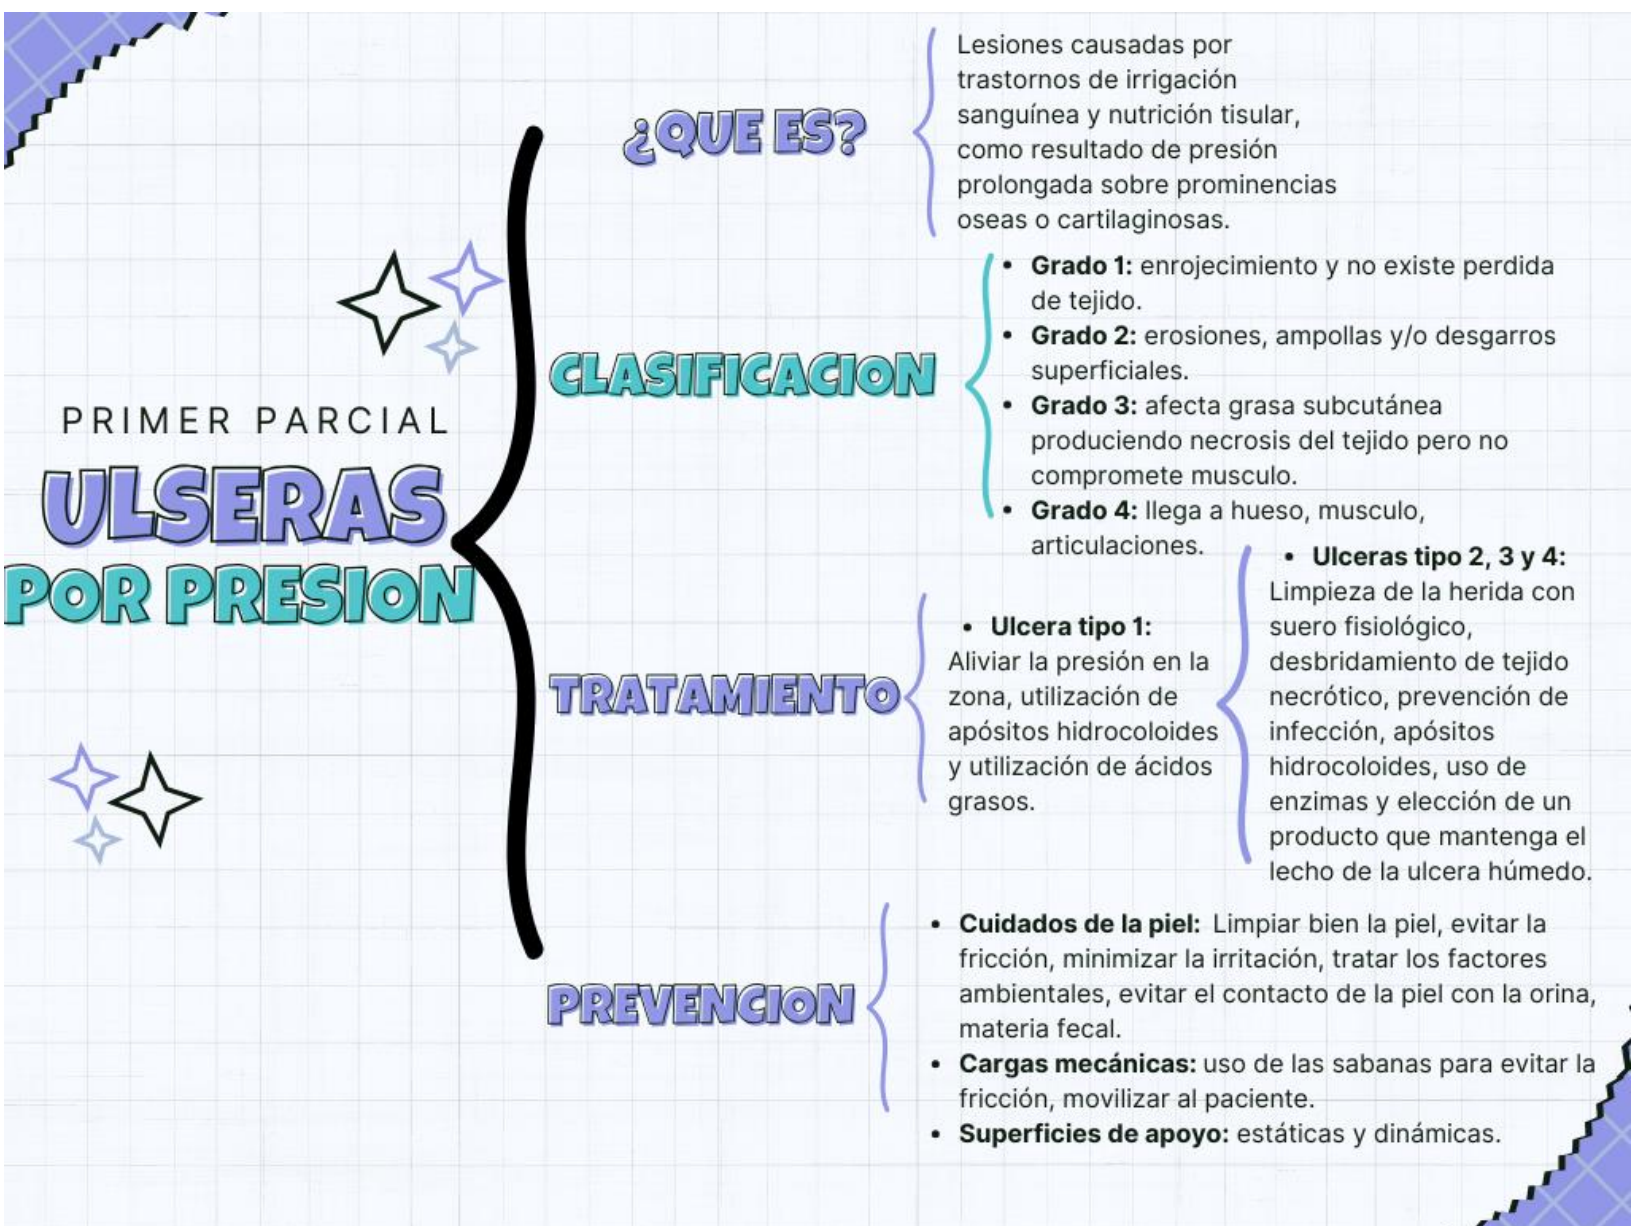 PRIMER PARCIAL
ULSERAS
POR PRESION
¿QUE ES?
Lesiones causadas por
trastornos de irrigación
sanguínea y nutrición tisular,
como resultado de presión
prolongada sobre prominencias
oseas o cartilaginosas.
CLASIFICACION
• Grado 1: enrojecimiento y no existe perdida
de tejido.
• Grado 2: erosiones, ampollas y/o desgarros
superficiales.
• Grado 3: afecta grasa subcutánea
produciendo necrosis del tejido pero no
compromete musculo.
• Grado 4: llega a hueso, musculo,
articulaciones.
TRATAMIENTO
• Ulcera tipo 1:
Aliviar la presión en la
zona, utilización de
apósitos hidrocoloides
y utilización de ácidos
grasos.
• Ulceras tipo 2, 3 y 4:
Limpieza de la herida con
suero fisiológico,
desbridamiento de tejido
necrótico, prevención de
infección, apósitos
hidrocoloides, uso de
enzimas y elección de un
producto que mantenga el
lecho de la ulcera húmedo.
PREVENCION
• Cuidados de la piel: Limpiar bien la piel, evitar la
fricción, minimizar la irritación, tratar los factores
ambientales, evitar el contacto de la piel con la orina,
materia fecal.
• Cargas mecánicas: uso de las sabanas para evitar la
fricción, movilizar al paciente.
• Superficies de apoyo: estáticas y dinámicas.